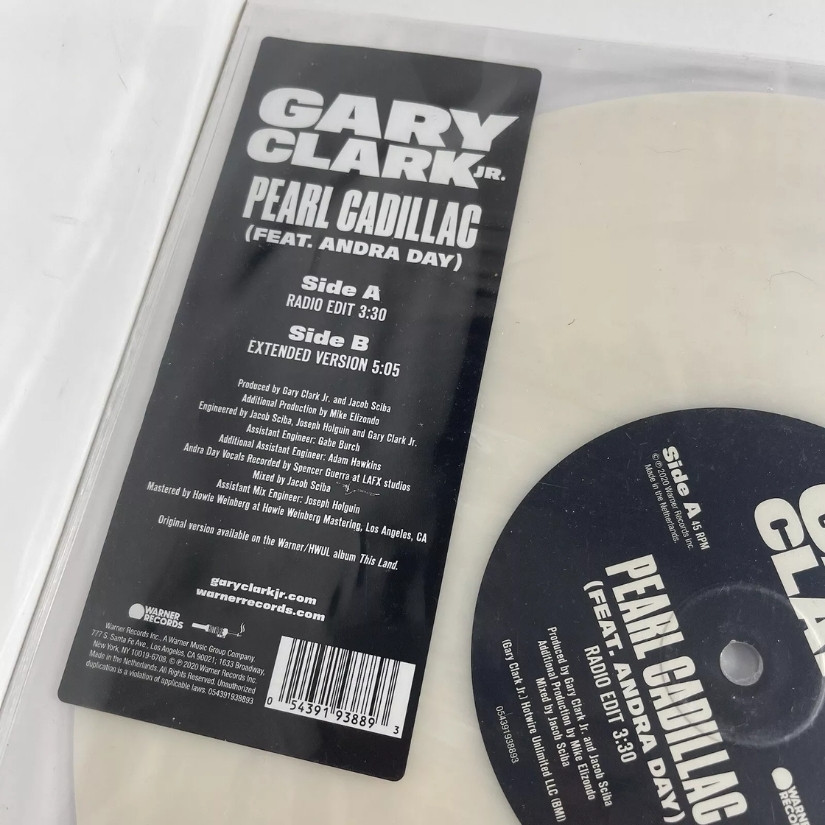 GARY
CLARK JR.
PEARL CADILLAC
(FEAT. ANDRA DAY)
Side A
RADIO EDIT 3:30
Side B
EXTENDED VERSION 5:05
Produced by Gary Clark Jr. and Jacob Sciba
Additional Production by Mike Elizondo
Engineered by Jacob Sciba, Joseph Holguin and Gary Clark Jr.
Assistant Engineer: Gabe Burch
Additional Assistant Engineer: Adam Hawkins
Andra Day Vocals Recorded by Spencer Guerra at LAFX studios
Mixed by Jacob Sciba
Assistant Mix Engineer: Joseph Holguin
Mastered by Howie Weinberg at Howie Weinberg Mastering, Los Angeles, CA
Original version available on the Warner/HWUL album This Land.
garyclarkjr.com
warnerrecords.com
WARNER
RECORDS
Warner Records Inc., A Warner Music Group Company,
777 S. Santa Fe Ave., Los Angeles, CA 90021; 1633 Broadway,
New York, NY 10019-6708. © ℗ 2020 Warner Records Inc.
Made in the Netherlands. All Rights Reserved. Unauthorized
duplication is a violation of applicable laws. 054391938893
0 54391 93889 3
Side A 45 RPM
©℗ 2020 Warner Records Inc.
Made in the Netherlands.
CLA
PEARL CADILLAC
(FEAT. ANDRA DAY)
RADIO EDIT 3:30
Produced by Gary Clark Jr. and Jacob Sciba
Additional Production by Mike Elizondo
Mixed by Jacob Sciba
(Gary Clark Jr.) Hotwire Unlimited LLC (BMI)
054391938893
WARNER